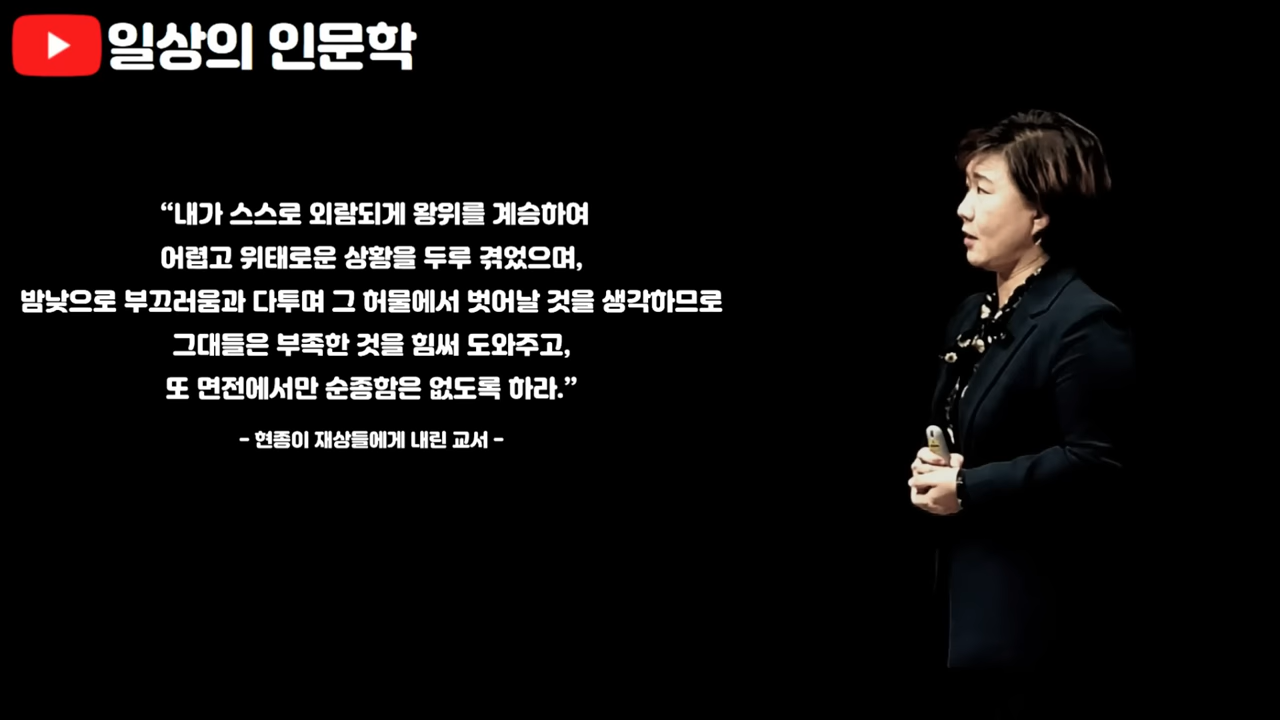 일상의 인문학
“내가 스스로 외람되게 왕위를 계승하여
어렵고 위태로운 상황을 두루 겪었으며,
밤낮으로 부끄러움과 다투며 그 허물에서 벗어날 것을 생각하므로
그대들은 부족한 것을 힘써 도와주고,
또 면전에서만 순종함은 없도록 하라.”
- 현종이 재상들에게 내린 교서 -